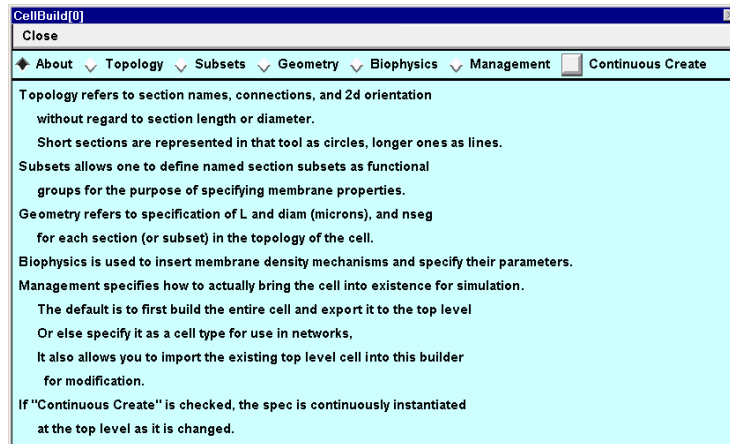 CellBuild[0]
Close
About Topology Subsets Geometry Biophysics Management Continuous Create
Topology refers to section names, connections, and 2d orientation
without regard to section length or diameter.
Short sections are represented in that tool as circles, longer ones as lines.
Subsets allows one to define named section subsets as functional
groups for the purpose of specifying membrane properties.
Geometry refers to specification of L and diam (microns), and nseg
for each section (or subset) in the topology of the cell.
Biophysics is used to insert membrane density mechanisms and specify their parameters.
Management specifies how to actually bring the cell into existence for simulation.
The default is to first build the entire cell and export it to the top level
Or else specify it as a cell type for use in networks,
It also allows you to import the existing top level cell into this builder
for modification.
If "Continuous Create" is checked, the spec is continuously instantiated
at the top level as it is changed.